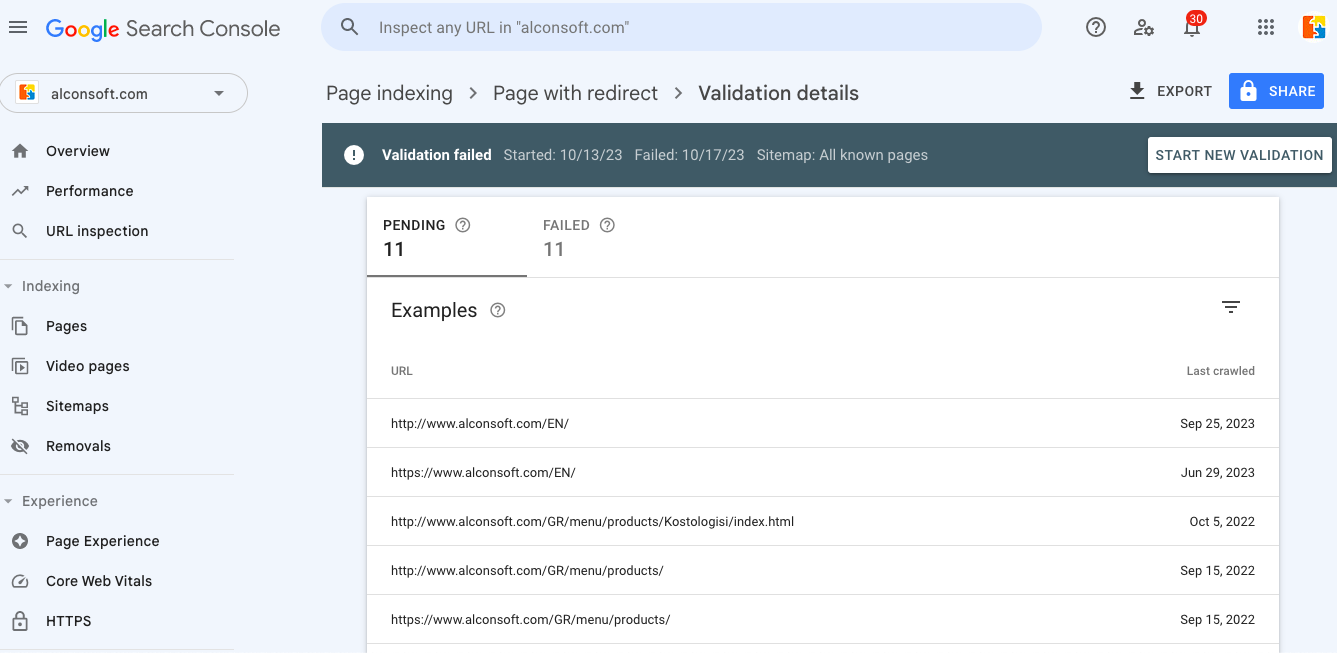 Google Search Console
Inspect any URL in "alconsoft.com"
30
alconsoft.com
Page indexing > Page with redirect > Validation details
EXPORT
SHARE
Validation failed Started: 10/13/23 Failed: 10/17/23 Sitemap: All known pages
START NEW VALIDATION
Overview
Performance
URL inspection
Indexing
Pages
Video pages
Sitemaps
Removals
Experience
Page Experience
Core Web Vitals
HTTPS
PENDING
11
FAILED
11
Examples
URL Last crawled
http://www.alconsoft.com/EN/ Sep 25, 2023
https://www.alconsoft.com/EN/ Jun 29, 2023
http://www.alconsoft.com/GR/menu/products/Kostologisi/index.html Oct 5, 2022
http://www.alconsoft.com/GR/menu/products/ Sep 15, 2022
https://www.alconsoft.com/GR/menu/products/ Sep 15, 2022